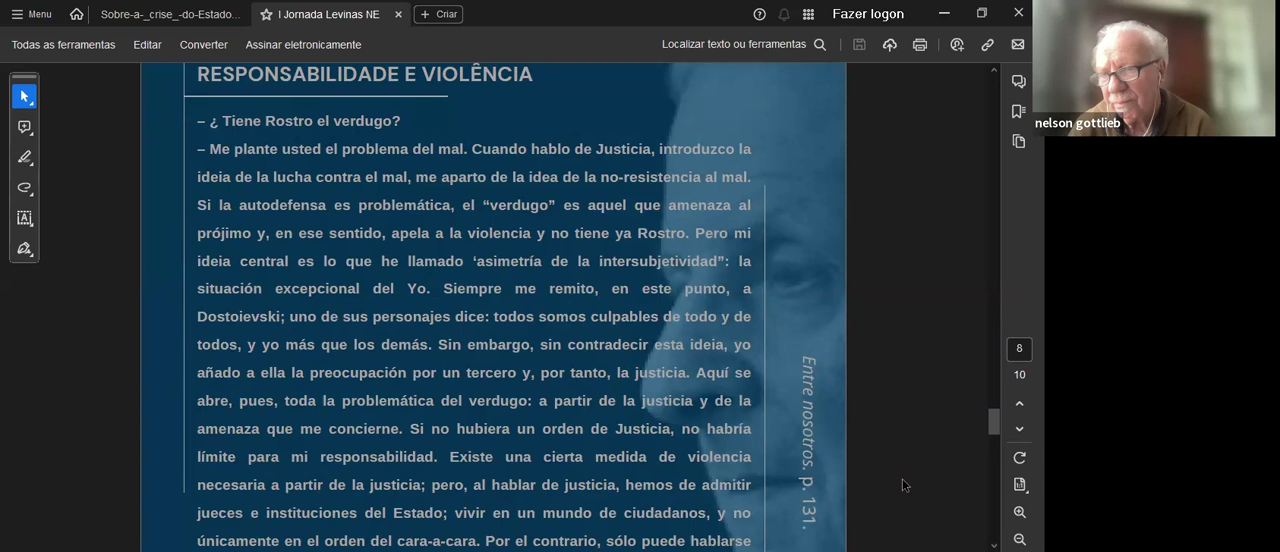 Menu
Sobre-a-_crise_-do-Estado...
I Jornada Levinas NE
Criar
Fazer logon
Todas as ferramentas
Editar
Converter
Assinar eletronicamente
Localizar texto ou ferramentas
nelson gottlieb
RESPONSABILIDADE E VIOLÊNCIA
– ¿ Tiene Rostro el verdugo?
– Me plante usted el problema del mal. Cuando hablo de Justicia, introduzco la
ideia de la lucha contra el mal, me aparto de la idea de la no-resistencia al mal.
Si la autodefensa es problemática, el “verdugo” es aquel que amenaza al
prójimo y, en ese sentido, apela a la violencia y no tiene ya Rostro. Pero mi
ideia central es lo que he llamado ‘asimetría de la intersubjetividad”: la
situación excepcional del Yo. Siempre me remito, en este punto, a
Dostoievski; uno de sus personajes dice: todos somos culpables de todo y de
todos, y yo más que los demás. Sin embargo, sin contradecir esta ideia, yo
añado a ella la preocupación por un tercero y, por tanto, la justicia. Aquí se
abre, pues, toda la problemática del verdugo: a partir de la justicia y de la
amenaza que me concierne. Si no hubiera un orden de Justicia, no habría
límite para mi responsabilidad. Existe una cierta medida de violencia
necesaria a partir de la justicia; pero, al hablar de justicia, hemos de admitir
jueces e instituciones del Estado; vivir en un mundo de ciudadanos, y no
únicamente en el orden del cara-a-cara. Por el contrario, sólo puede hablarse
Entre nosotros. p. 131.
8
10